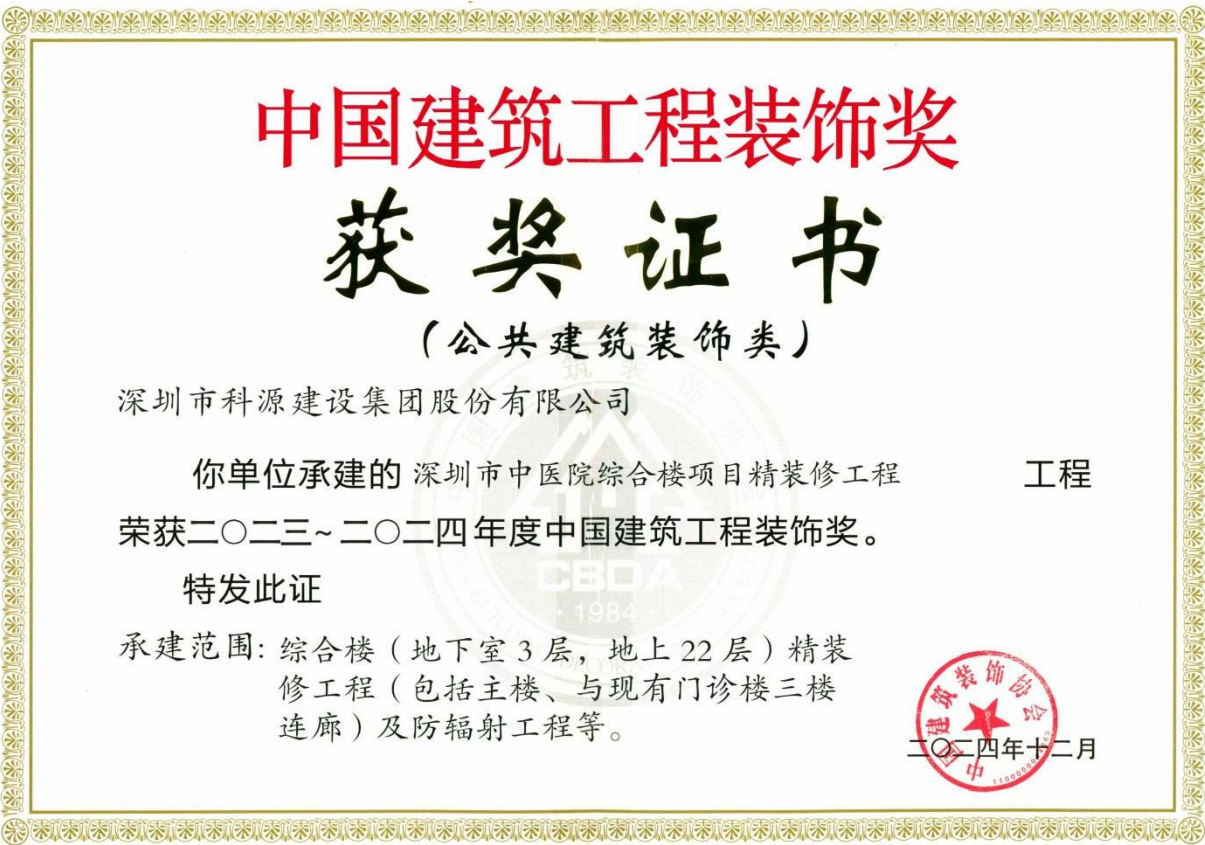 中国建筑工程装饰奖
获奖证书
（公共建筑装饰类）
深圳市科源建设集团股份有限公司
你单位承建的 深圳市中医院综合楼项目精装修工程 工程
荣获二〇二三~二〇二四年度中国建筑工程装饰奖。
特发此证
承建范围: 综合楼（地下室3层，地上22层）精装
修工程（包括主楼、与现有门诊楼三楼
连廊）及防辐射工程等。
中国建筑装饰协会
二〇二四年十二月
CBDA
·1984·